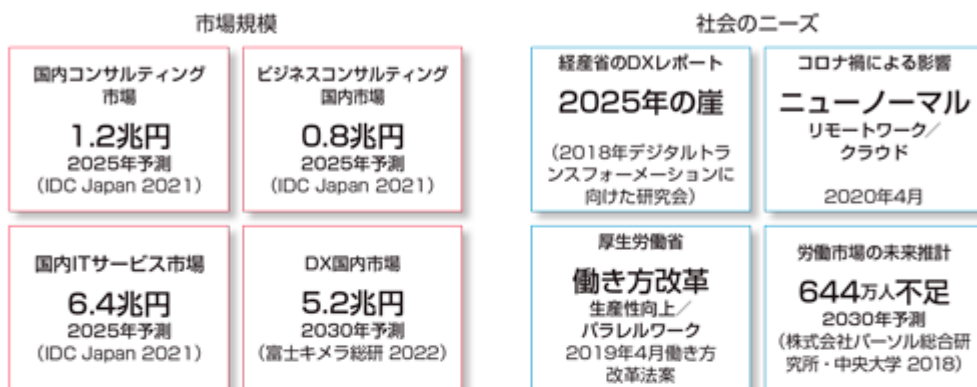 市場規模
国内コンサルティング
市場
1.2兆円
2025年予測
（IDC Japan 2021）
ビジネスコンサルティング
国内市場
0.8兆円
2025年予測
（IDC Japan 2021）
国内ITサービス市場
6.4兆円
2025年予測
（IDC Japan 2021）
DX国内市場
5.2兆円
2030年予測
（富士キメラ総研 2022）
社会のニーズ
経産省のDXレポート
2025年の崖
（2018年デジタルトラ
ンスフォーメーションに
向けた研究会）
コロナ禍による影響
ニューノーマル
リモートワーク／
クラウド
2020年4月
厚生労働省
働き方改革
生産性向上／
パラレルワーク
2019年4月働き方
改革法案
労働市場の未来推計
644万人不足
2030年予測
（株式会社パーソル総合研
究所・中央大学 2018）